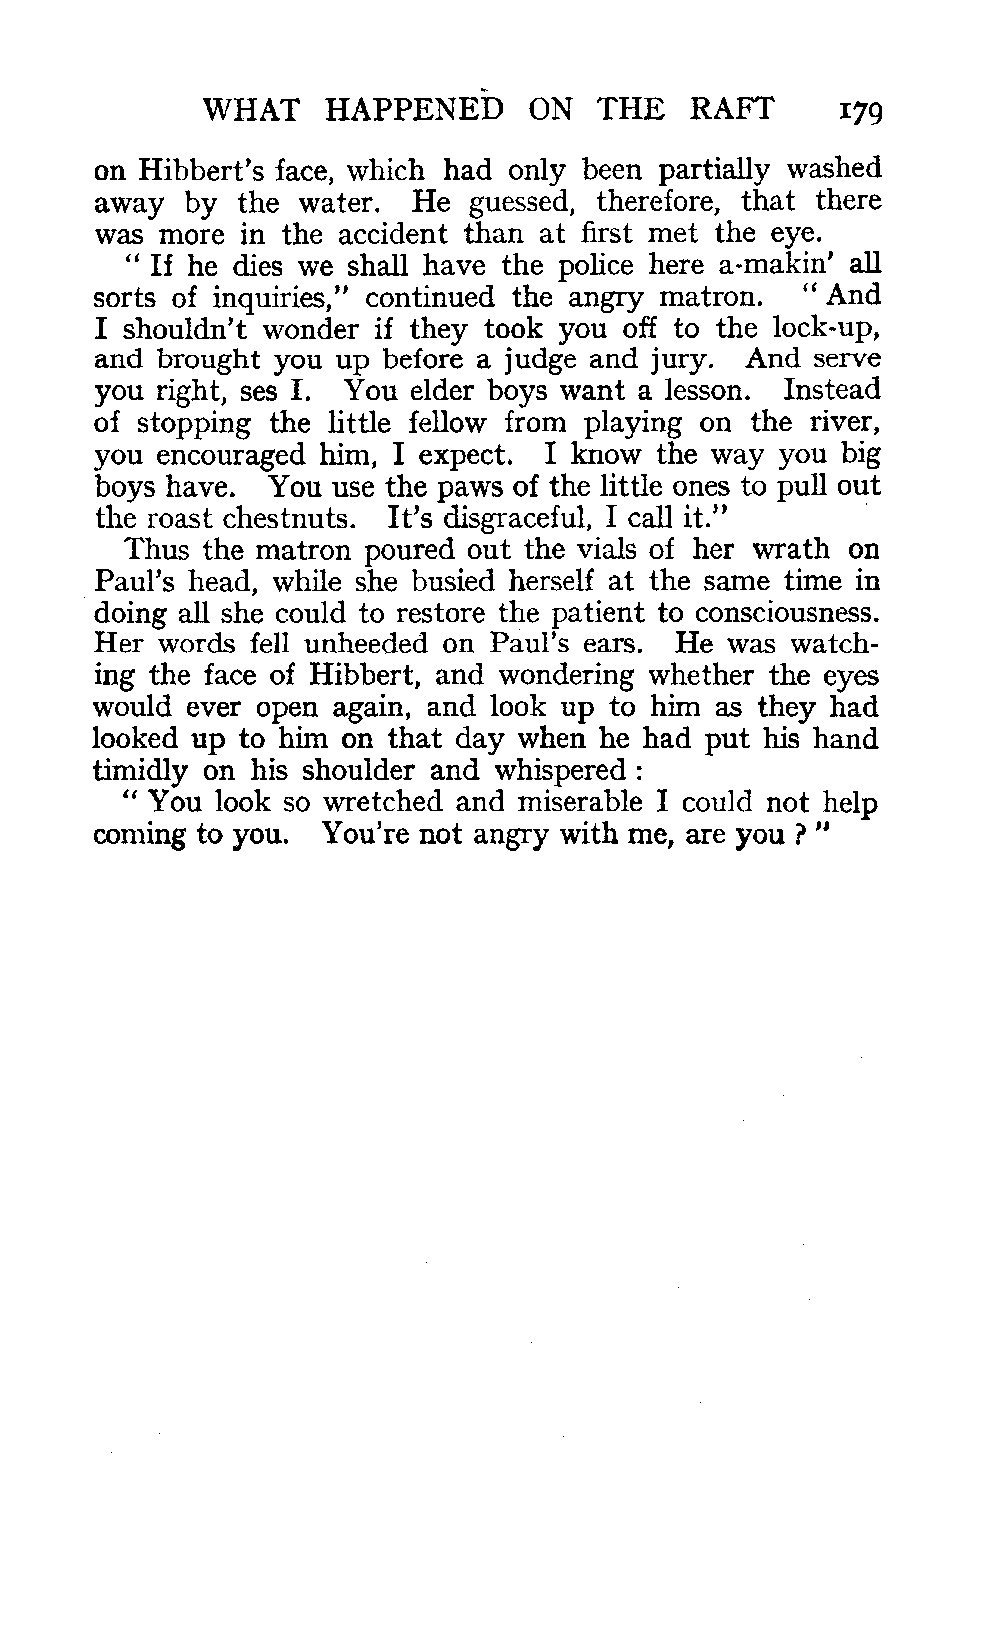 WHAT HAPPENED ON THE RAFT 179
on Hibbert's face, which had only been partially washed
away by the water. He guessed, therefore, that there
was more in the accident than at first met the eye.
" If he dies we shall have the police here a-makin' all
sorts of inquiries," continued the angry matron. " And
I shouldn't wonder if they took you off to the lock-up,
and brought you up before a judge and jury. And serve
you right, ses I. You elder boys want a lesson. Instead
of stopping the little fellow from playing on the river,
you encouraged him, I expect. I know the way you big
boys have. You use the paws of the little ones to pull out
the roast chestnuts. It's disgraceful, I call it."
Thus the matron poured out the vials of her wrath on
Paul's head, while she busied herself at the same time in
doing all she could to restore the patient to consciousness.
Her words fell unheeded on Paul's ears. He was watch-
ing the face of Hibbert, and wondering whether the eyes
would ever open again, and look up to him as they had
looked up to him on that day when he had put his hand
timidly on his shoulder and whispered :
" You look so wretched and miserable I could not help
coming to you. You're not angry with me, are you ? "